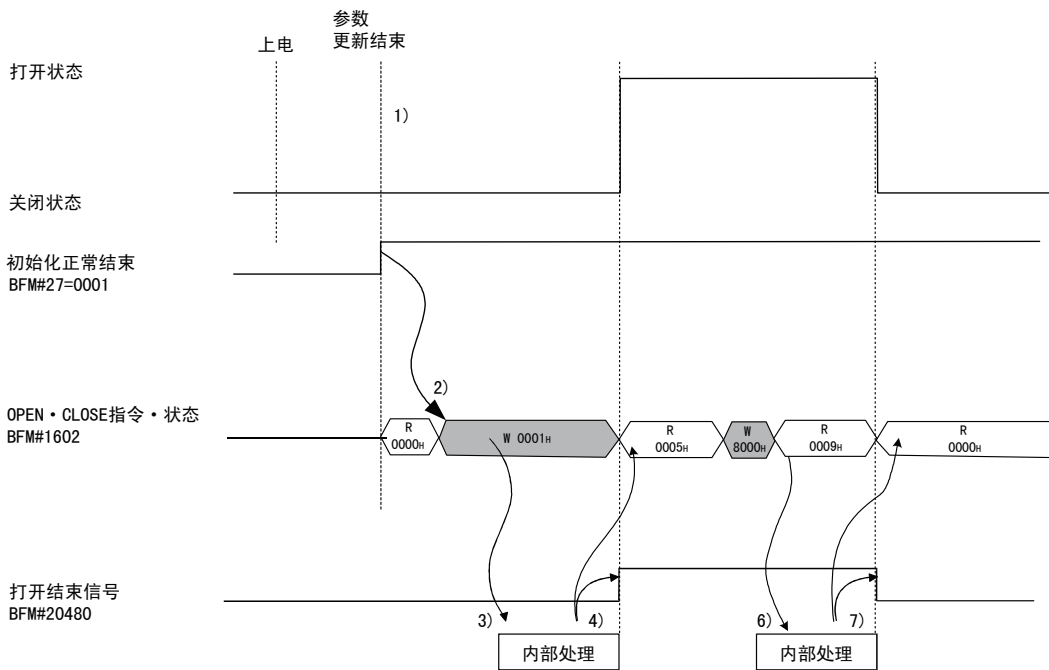 参数
更新结束
上电
打开状态
1)
关闭状态
初始化正常结束
BFM#27=0001
2)
OPEN・CLOSE指令・状态
BFM#1602
R
0000H
W 0001H
R
0005H
W
8000H
R
0009H
R
0000H
打开结束信号
BFM#20480
3)
4)
6)
7)
内部处理
内部处理